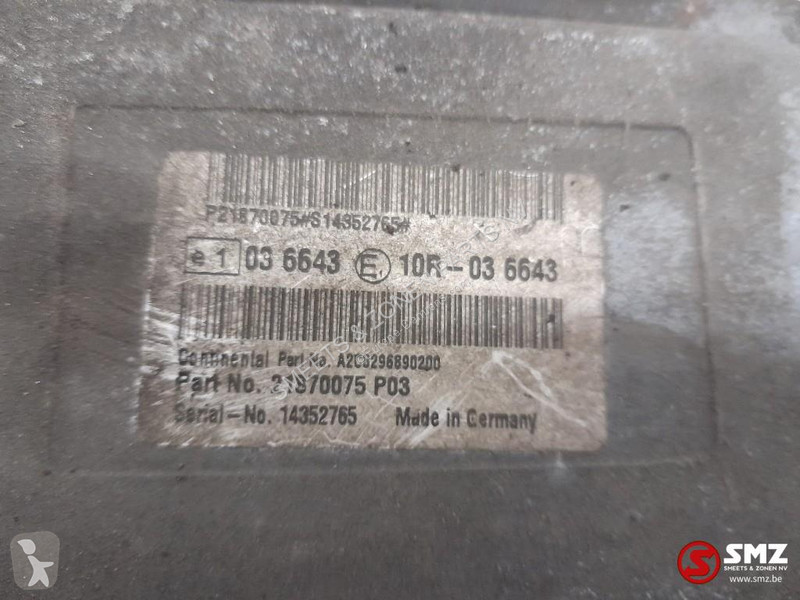 P21870075#S14352765#
e 1 03 6643 E 10R-03 6643
Continental Part No. A2C8296890200
Part No. 21870075 P03
Serial-No. 14352765 Made in Germany
SMZ
SHEETS & ZONEN NV
www.smz.be